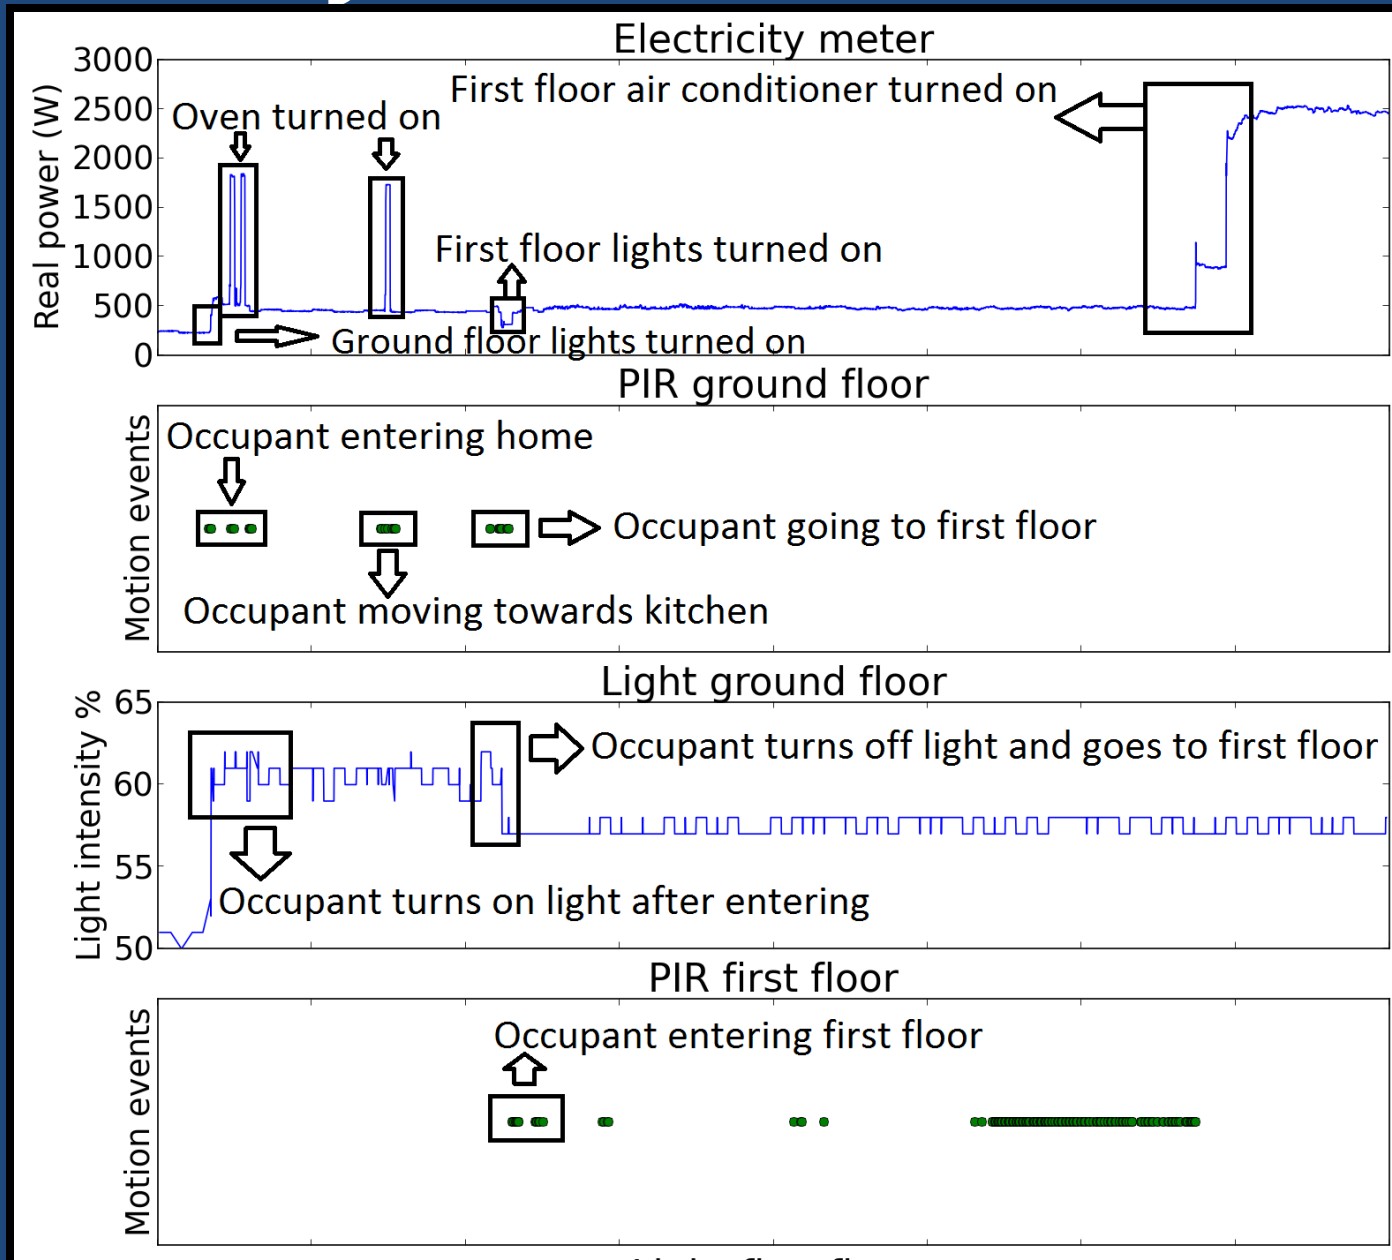 Electricity meter
3000
2500
2000
1500
1000
500
0
Real power (W)
First floor air conditioner turned on
Oven turned on
First floor lights turned on
Ground floor lights turned on
PIR ground floor
Motion events
Occupant entering home
Occupant going to first floor
Occupant moving towards kitchen
Light ground floor
65
60
55
50
Light intensity %
Occupant turns off light and goes to first floor
Occupant turns on light after entering
PIR first floor
Motion events
Occupant entering first floor